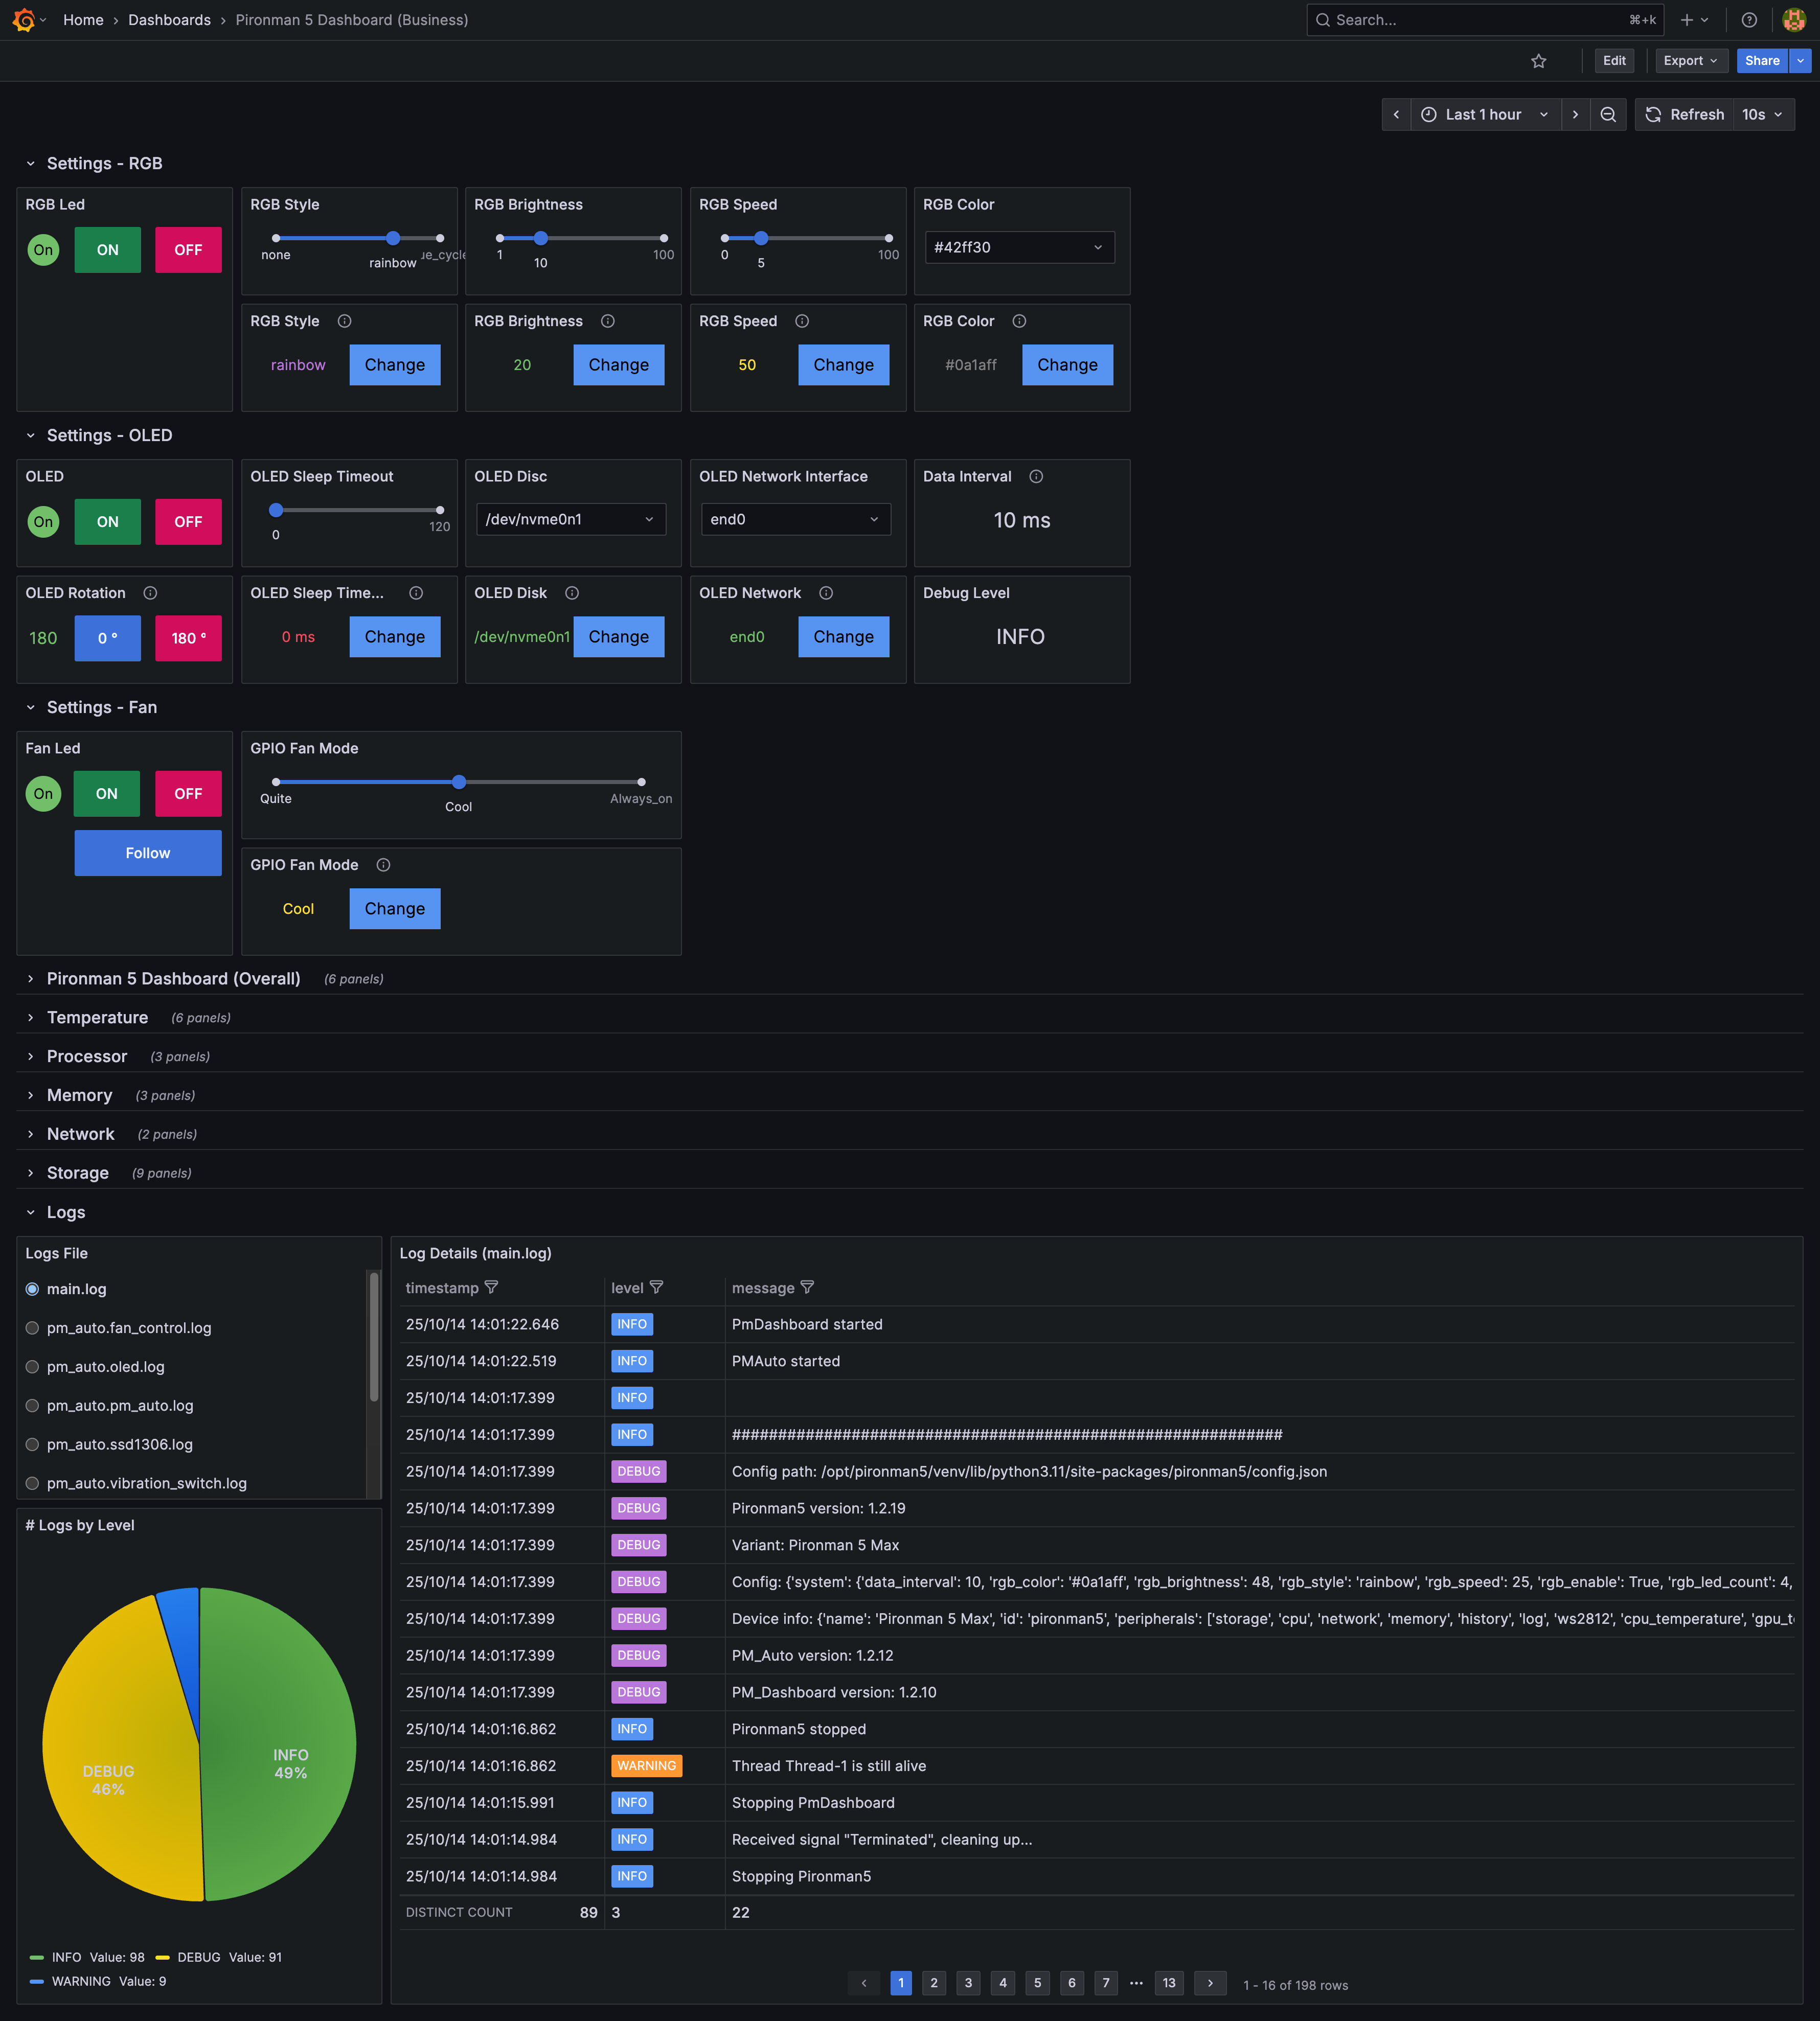 Home › Dashboards › Pironman 5 Dashboard (Business)
Search... ⌘+k
Edit Export Share
Last 1 hour Refresh 10s
Settings - RGB
RGB Led RGB Style RGB Brightness RGB Speed RGB Color
On ON OFF
none rainbow ue_cycle
1 10 100
0 5 100
#42ff30
RGB Style RGB Brightness RGB Speed RGB Color
rainbow Change 20 Change 50 Change #0a1aff Change
Settings - OLED
OLED OLED Sleep Timeout OLED Disc OLED Network Interface Data Interval
On ON OFF
0 120
/dev/nvme0n1 end0 10 ms
OLED Rotation OLED Sleep Time... OLED Disk OLED Network Debug Level
180 0 ° 180 ° 0 ms Change /dev/nvme0n1 Change end0 Change INFO
Settings - Fan
Fan Led GPIO Fan Mode
On ON OFF
Quite Cool Always_on
Follow
GPIO Fan Mode
Cool Change
Pironman 5 Dashboard (Overall) (6 panels)
Temperature (6 panels)
Processor (3 panels)
Memory (3 panels)
Network (2 panels)
Storage (9 panels)
Logs
Logs File
main.log
pm_auto.fan_control.log
pm_auto.oled.log
pm_auto.pm_auto.log
pm_auto.ssd1306.log
pm_auto.vibration_switch.log
# Logs by Level
INFO
49%
DEBUG
46%
INFO Value: 98 DEBUG Value: 91
WARNING Value: 9
Log Details (main.log)
timestamp level message
25/10/14 14:01:22.646 INFO PmDashboard started
25/10/14 14:01:22.519 INFO PMAuto started
25/10/14 14:01:17.399 INFO
25/10/14 14:01:17.399 INFO ############################################################
25/10/14 14:01:17.399 DEBUG Config path: /opt/pironman5/venv/lib/python3.11/site-packages/pironman5/config.json
25/10/14 14:01:17.399 DEBUG Pironman5 version: 1.2.19
25/10/14 14:01:17.399 DEBUG Variant: Pironman 5 Max
25/10/14 14:01:17.399 DEBUG Config: {'system': {'data_interval': 10, 'rgb_color': '#0a1aff', 'rgb_brightness': 48, 'rgb_style': 'rainbow', 'rgb_speed': 25, 'rgb_enable': True, 'rgb_led_count': 4,
25/10/14 14:01:17.399 DEBUG Device info: {'name': 'Pironman 5 Max', 'id': 'pironman5', 'peripherals': ['storage', 'cpu', 'network', 'memory', 'history', 'log', 'ws2812', 'cpu_temperature', 'gpu_t
25/10/14 14:01:17.399 DEBUG PM_Auto version: 1.2.12
25/10/14 14:01:17.399 DEBUG PM_Dashboard version: 1.2.10
25/10/14 14:01:16.862 INFO Pironman5 stopped
25/10/14 14:01:16.862 WARNING Thread Thread-1 is still alive
25/10/14 14:01:15.991 INFO Stopping PmDashboard
25/10/14 14:01:14.984 INFO Received signal "Terminated", cleaning up...
25/10/14 14:01:14.984 INFO Stopping Pironman5
DISTINCT COUNT 89 3 22
1 2 3 4 5 6 7 ... 13 1 - 16 of 198 rows